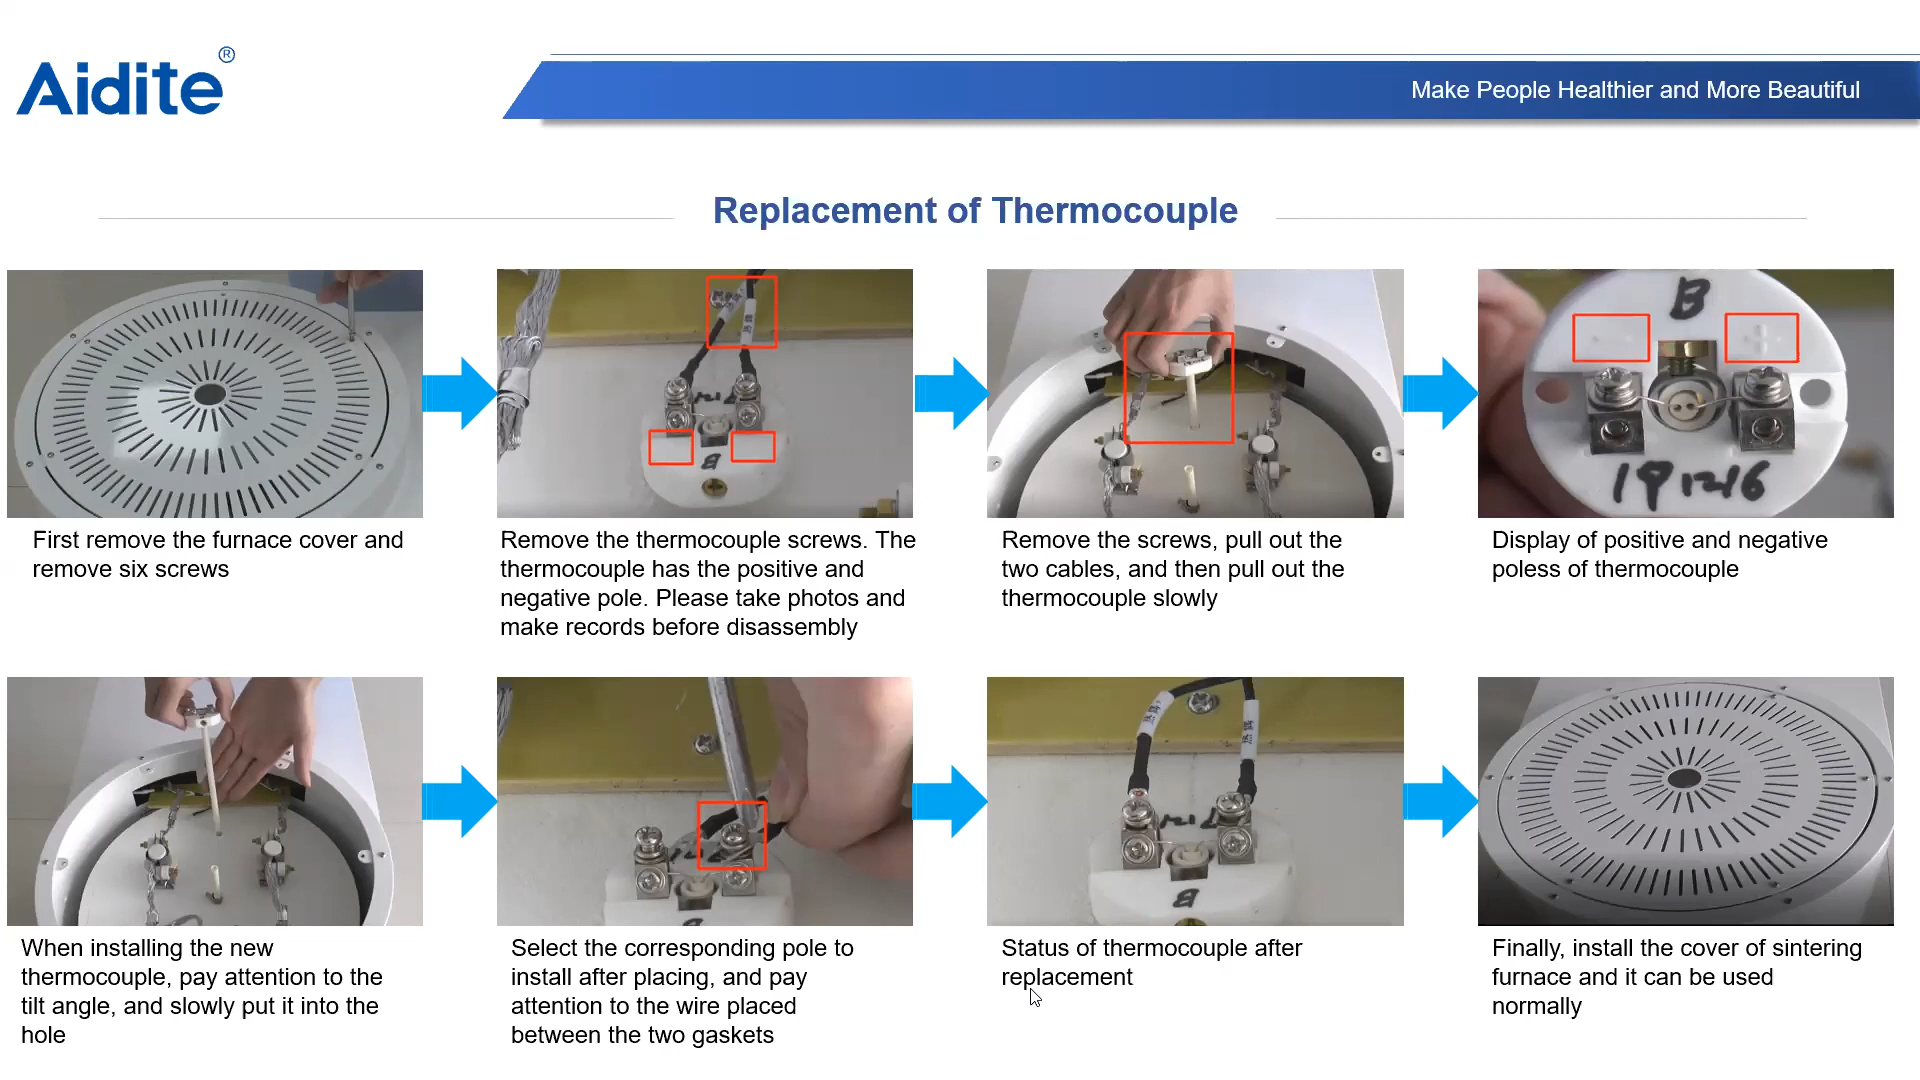 Aidite®
Make People Healthier and More Beautiful
Replacement of Thermocouple
B
191216
First remove the furnace cover and
remove six screws
Remove the thermocouple screws. The
thermocouple has the positive and
negative pole. Please take photos and
make records before disassembly
Remove the screws, pull out the
two cables, and then pull out the
thermocouple slowly
Display of positive and negative
poless of thermocouple
B
When installing the new
thermocouple, pay attention to the
tilt angle, and slowly put it into the
hole
Select the corresponding pole to
install after placing, and pay
attention to the wire placed
between the two gaskets
Status of thermocouple after
replacement
Finally, install the cover of sintering
furnace and it can be used
normally